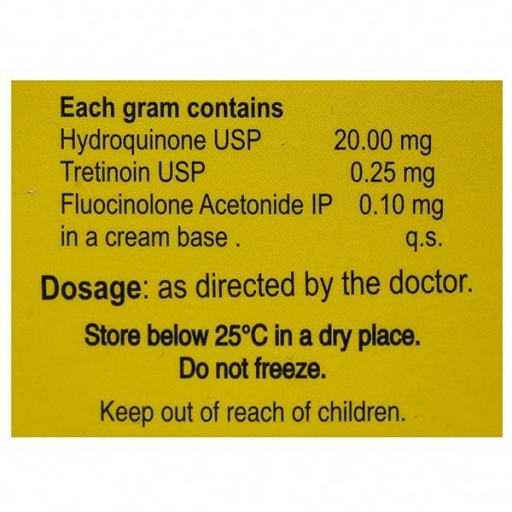 Each gram contains
Hydroquinone USP 20.00 mg
Tretinoin USP 0.25 mg
Fluocinolone Acetonide IP 0.10 mg
in a cream base . q.s.
Dosage: as directed by the doctor.
Store below 25°C in a dry place.
Do not freeze.
Keep out of reach of children.